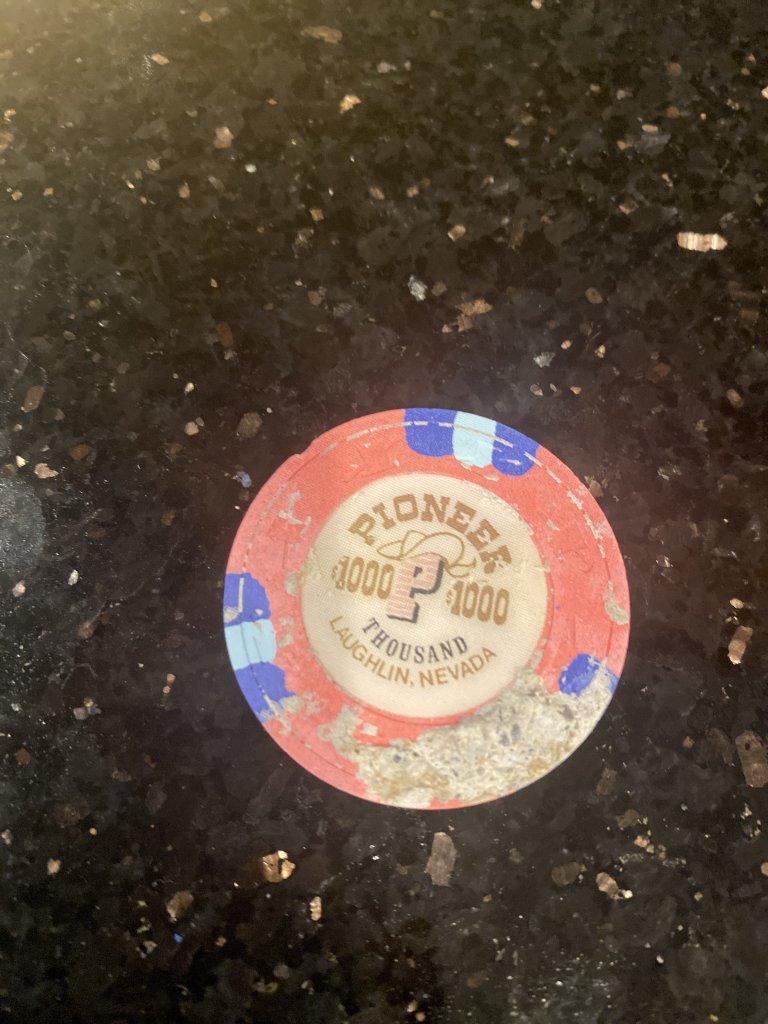 PIONEER
$1000 P $1000
THOUSAND
LAUGHLIN, NEVADA